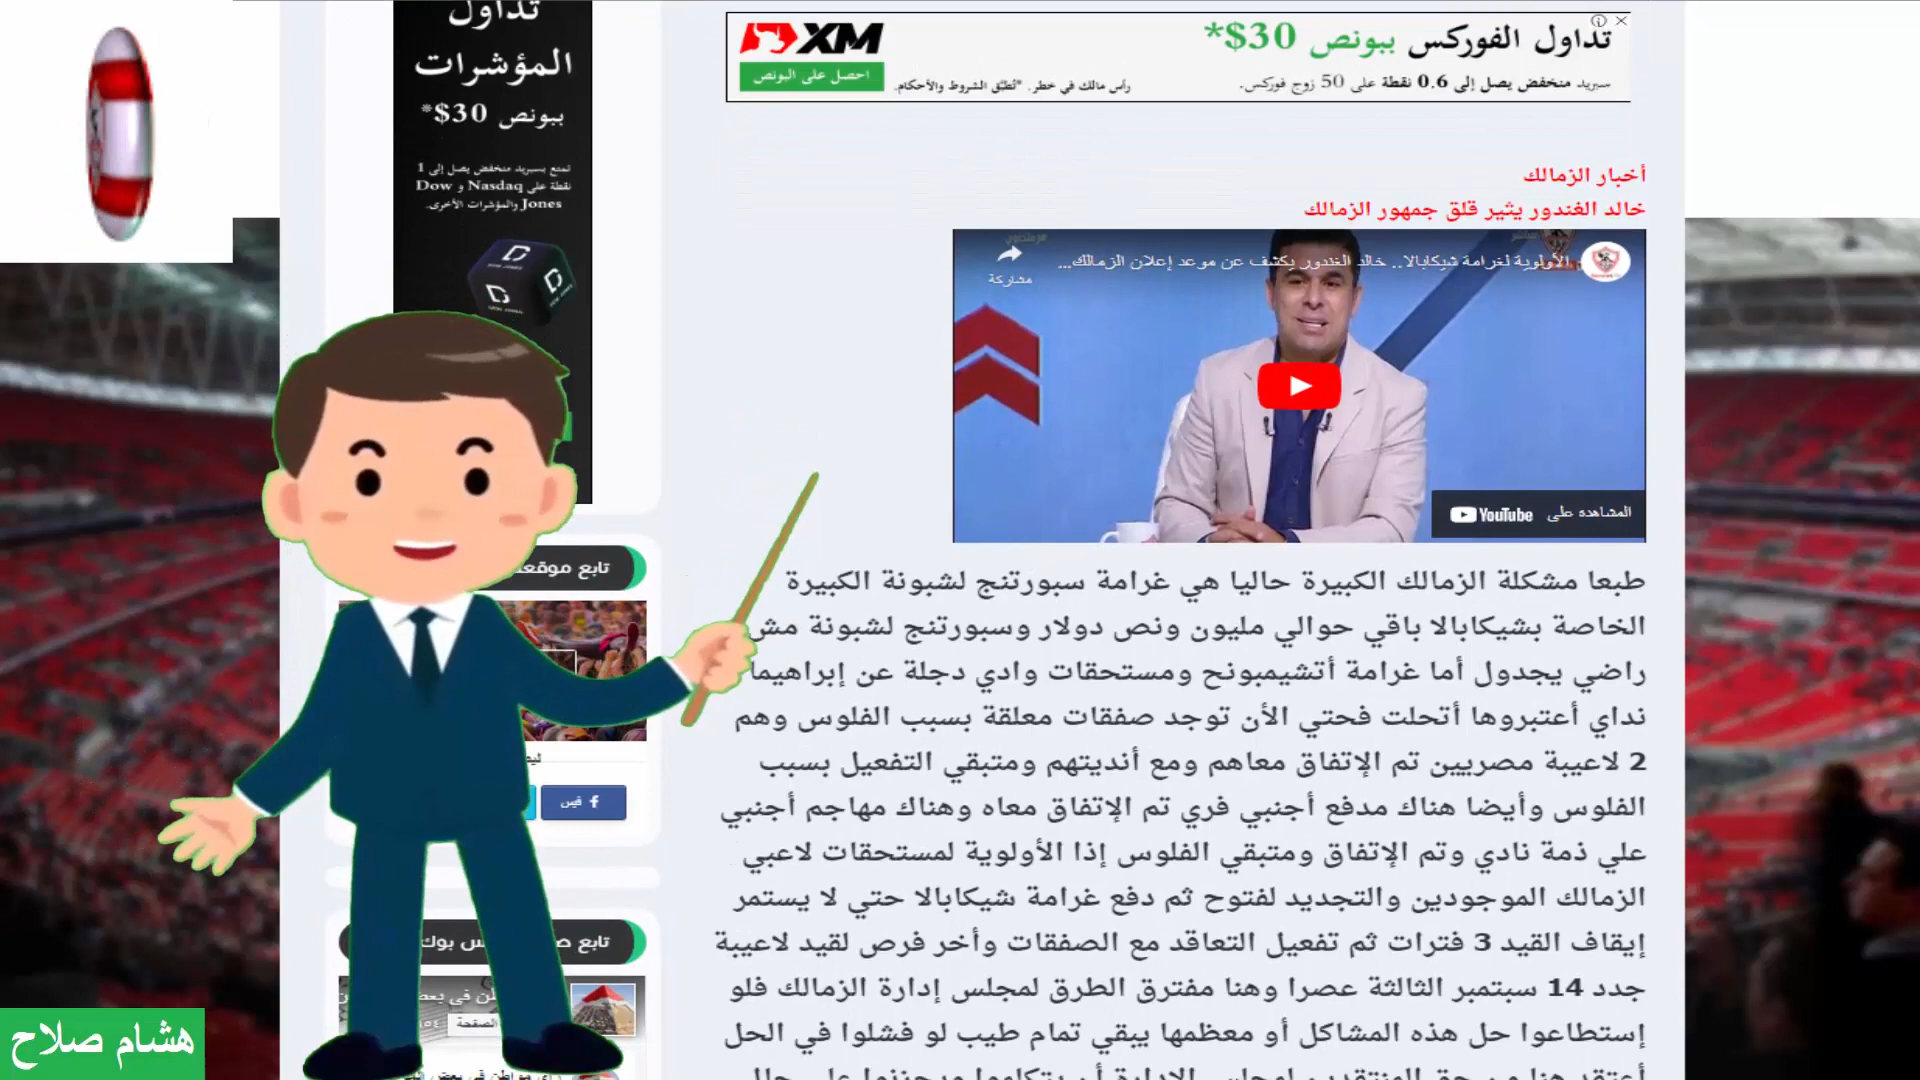 تداول
المؤشرات
ببونص 30$*
تمتع بسبريد منخفض يصل إلى 1
نقطة على Nasdaq و Dow
Jones والمؤشرات الأخرى.
تداول الفوركس ببونص 30$*
سبريد منخفض يصل إلى 0.6 نقطة على 50 زوج فوركس.
رأس مالك في خطر. *تُطبَّق الشروط والأحكام.
XM
احصل على البونص
أخبار الزمالك
خالد الغندور يثير قلق جمهور الزمالك
الأولوية لغرامة شيكابالا.. خالد الغندور يكشف عن موعد إعلان الزمالك...
مشاركة
المشاهدة على YouTube
طبعا مشكلة الزمالك الكبيرة حاليا هي غرامة سبورتنج لشبونة الكبيرة
الخاصة بشيكابالا باقي حوالي مليون ونص دولار وسبورتنج لشبونة مش
راضي يجدول أما غرامة أتشيمبونح ومستحقات وادي دجلة عن إبراهيما
نداي أعتبروها أتحلت فحتي الأن توجد صفقات معلقة بسبب الفلوس وهم
2 لاعيبة مصريين تم الإتفاق معاهم ومع أنديتهم ومتبقي التفعيل بسبب
الفلوس وأيضا هناك مدفع أجنبي فري تم الإتفاق معاه وهناك مهاجم أجنبي
علي ذمة نادي وتم الإتفاق ومتبقي الفلوس إذا الأولوية لمستحقات لاعبي
الزمالك الموجودين والتجديد لفتوح ثم دفع غرامة شيكابالا حتي لا يستمر
إيقاف القيد 3 فترات ثم تفعيل التعاقد مع الصفقات وأخر فرص لقيد لاعيبة
جدد 14 سبتمبر الثالثة عصرا وهنا مفترق الطرق لمجلس إدارة الزمالك فلو
إستطاعوا حل هذه المشاكل أو معظمها يبقي تمام طيب لو فشلوا في الحل
تابع موقع
فيس
تابع
س بوك
هشام صلاح